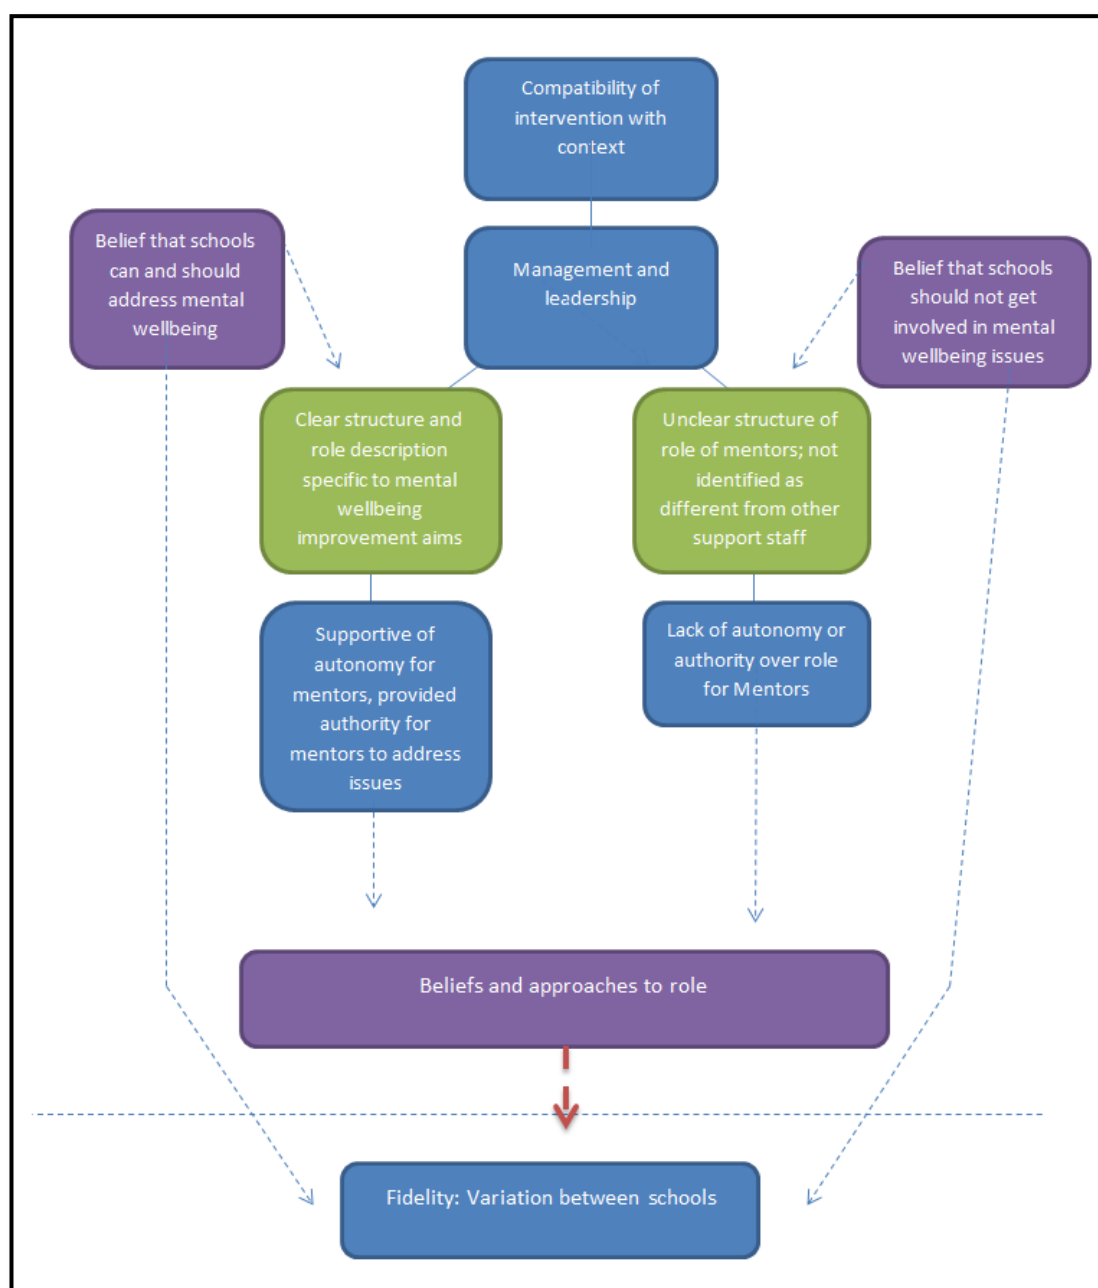 Compatibility of
intervention with
context
Belief that schools
can and should
address mental
wellbeing
Management and
leadership
Belief that schools
should not get
involved in mental
wellbeing issues
Clear structure and
role description
specific to mental
wellbeing
improvement aims
Unclear structure of
role of mentors; not
identified as
different from other
support staff
Supportive of
autonomy for
mentors, provided
authority for
mentors to address
issues
Lack of autonomy or
authority over role
for Mentors
Beliefs and approaches to role
Fidelity: Variation between schools